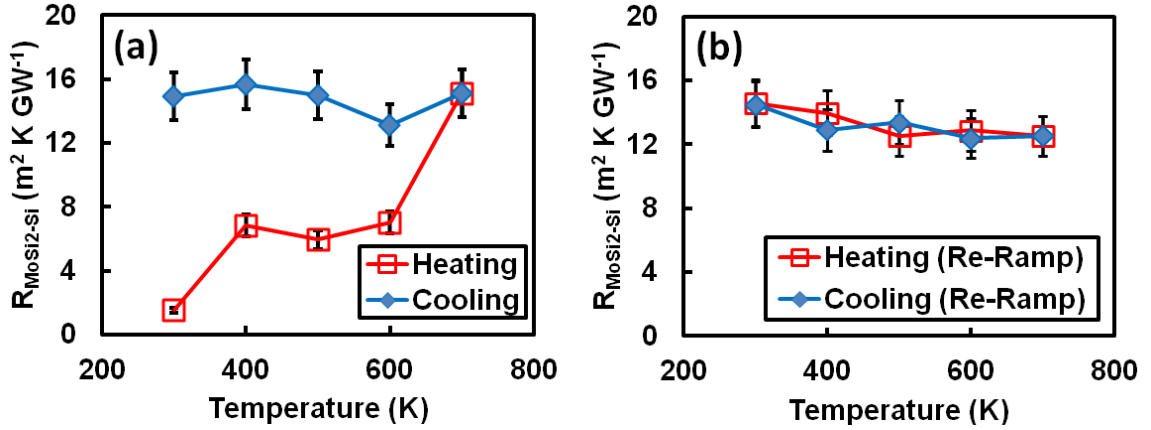 (a)
R_MoSi2-Si (m² K GW⁻¹)
20
16
12
8
4
0
200 400 600 800
Temperature (K)
Heating
Cooling
(b)
R_MoSi2-Si (m² K GW⁻¹)
20
16
12
8
4
0
200 400 600 800
Temperature (K)
Heating (Re-Ramp)
Cooling (Re-Ramp)